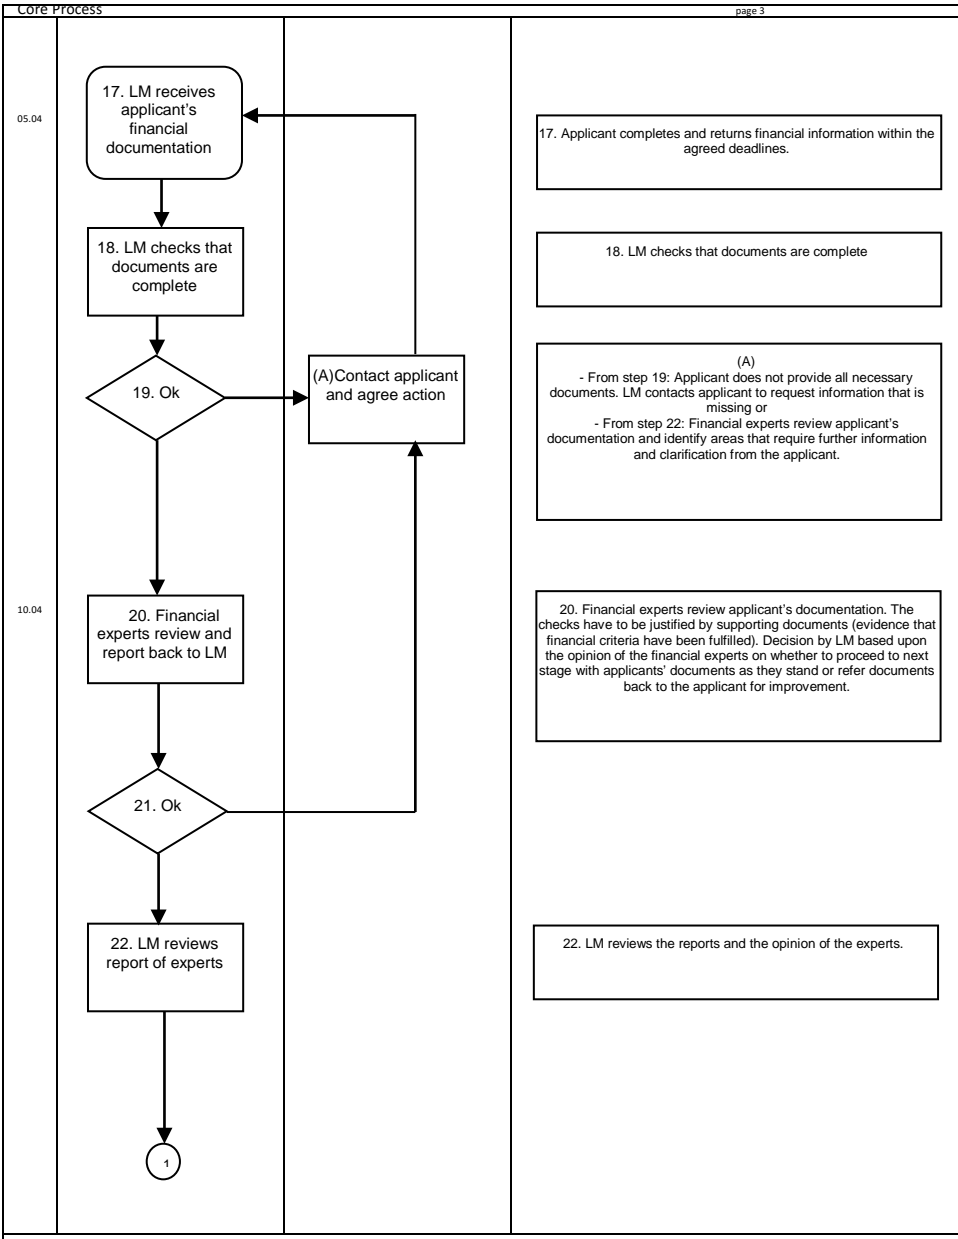 Core Process
page 3
05.04
17. LM receives
applicant's
financial
documentation
17. Applicant completes and returns financial information within the
agreed deadlines.
18. LM checks that
documents are
complete
18. LM checks that documents are complete
19. Ok
(A)Contact applicant
and agree action
(A)
- From step 19: Applicant does not provide all necessary
documents. LM contacts applicant to request information that is
missing or
- From step 22: Financial experts review applicant's
documentation and identify areas that require further information
and clarification from the applicant.
10.04
20. Financial
experts review and
report back to LM
20. Financial experts review applicant's documentation. The
checks have to be justified by supporting documents (evidence that
financial criteria have been fulfilled). Decision by LM based upon
the opinion of the financial experts on whether to proceed to next
stage with applicants' documents as they stand or refer documents
back to the applicant for improvement.
21. Ok
22. LM reviews
report of experts
22. LM reviews the reports and the opinion of the experts.
1